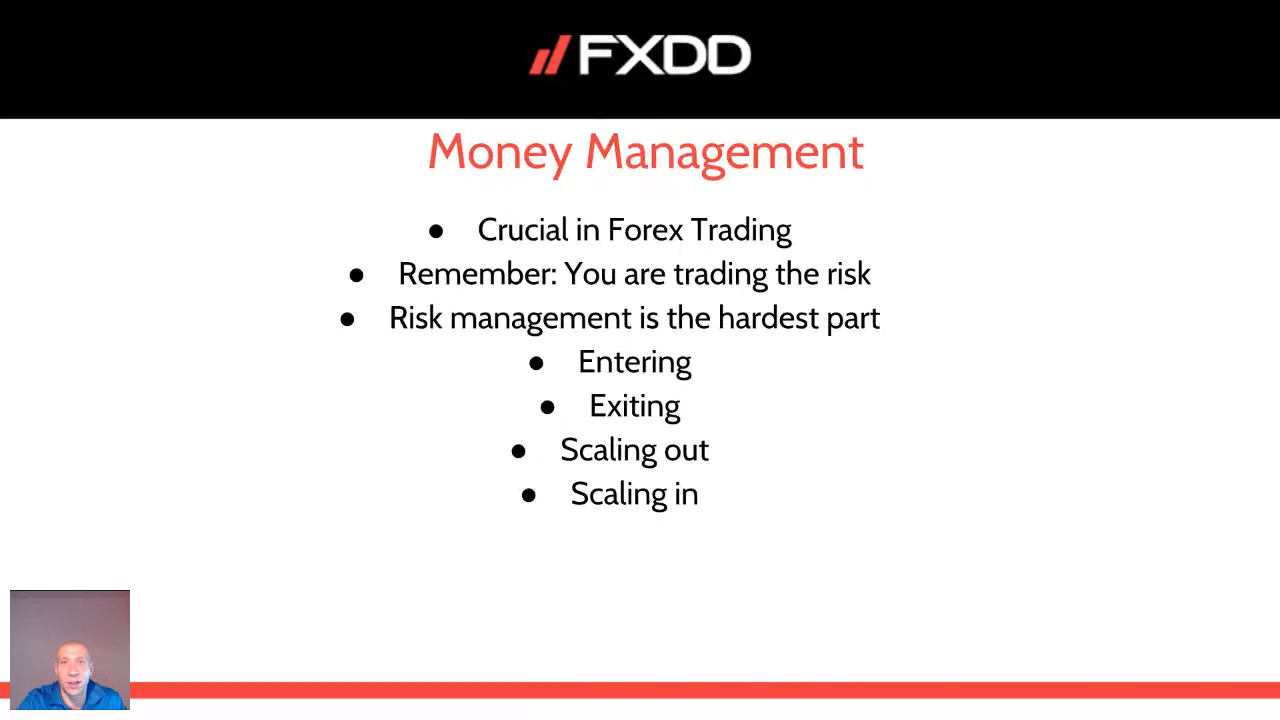 FXDD
Money Management
● Crucial in Forex Trading
● Remember: You are trading the risk
● Risk management is the hardest part
● Entering
● Exiting
● Scaling out
● Scaling in